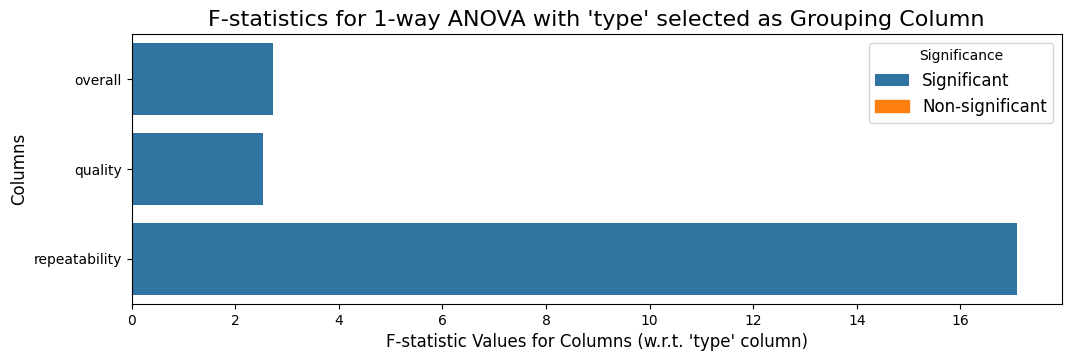 F-statistics for 1-way ANOVA with 'type' selected as Grouping Column
Significance
Significant
Non-significant
overall
quality
repeatability
Columns
0 2 4 6 8 10 12 14 16
F-statistic Values for Columns (w.r.t. 'type' column)